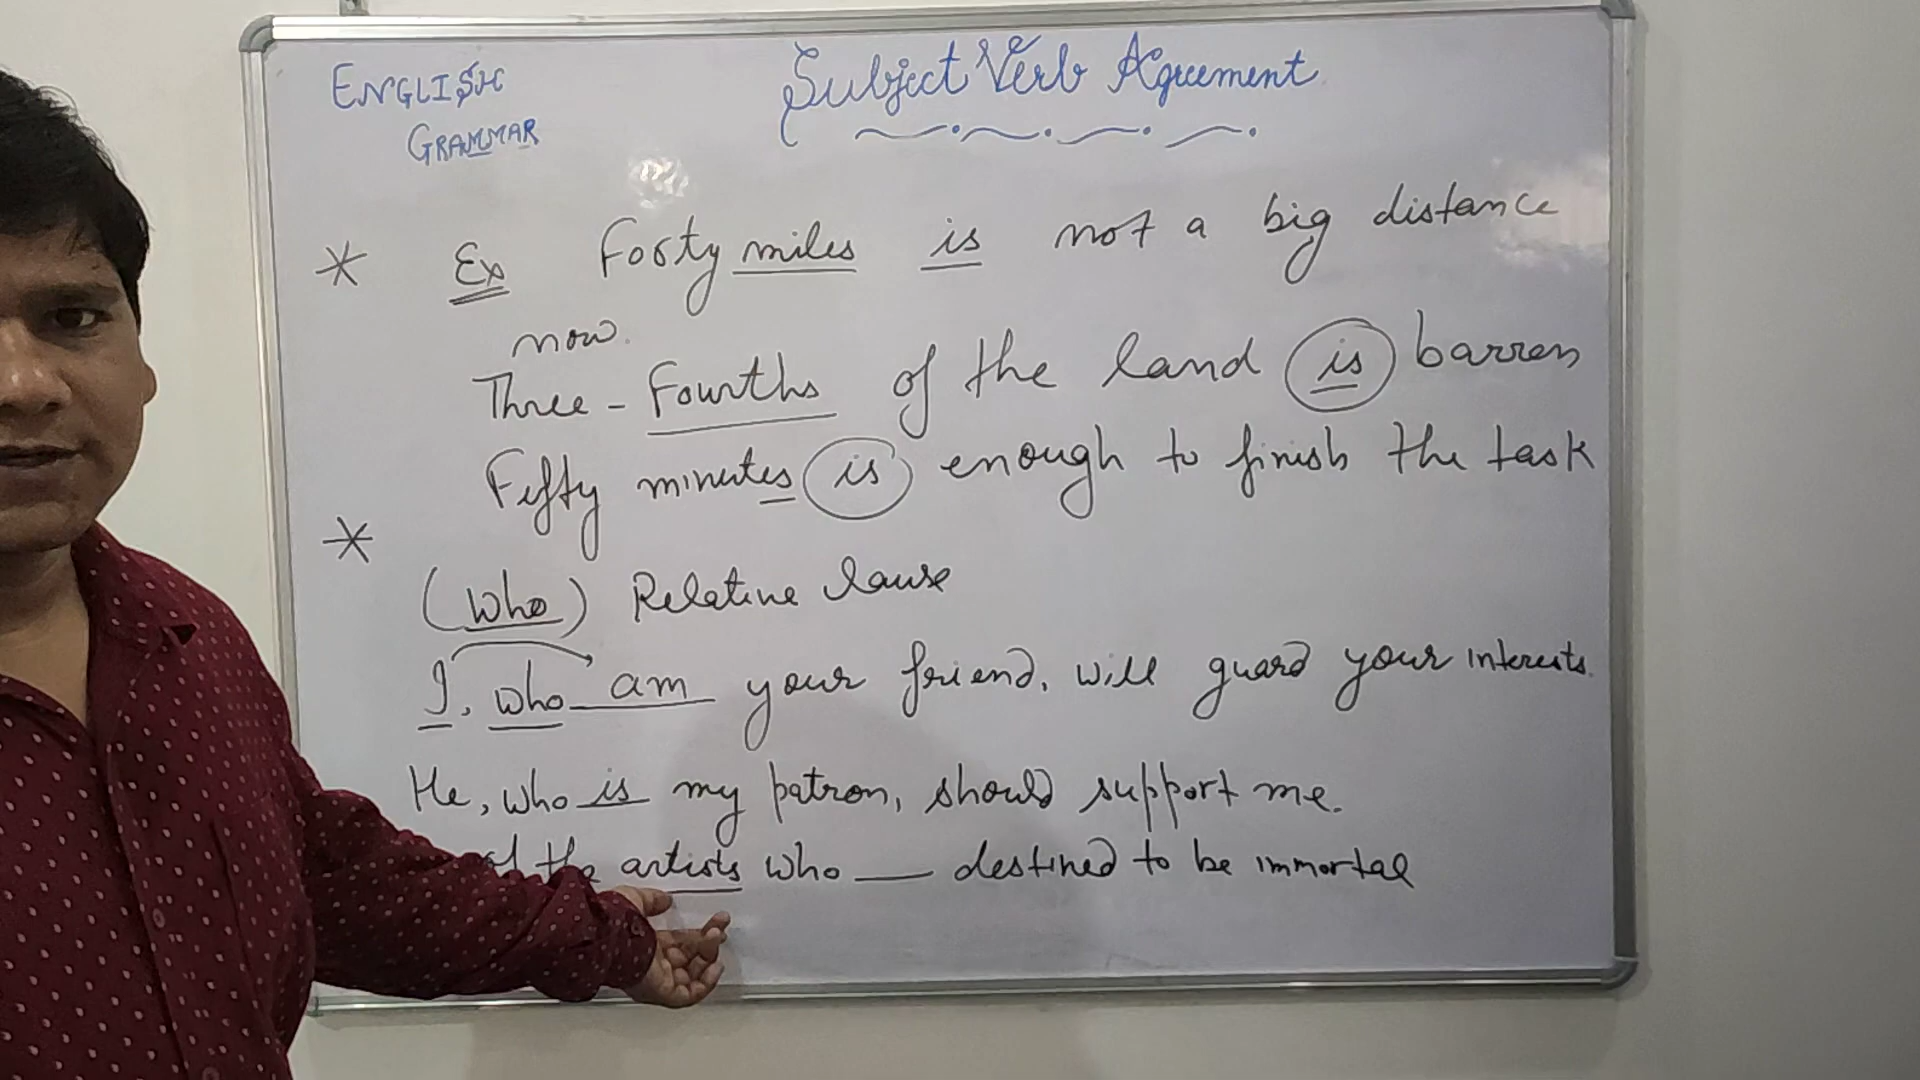 ENGLISH
GRAMMAR
Subject Verb Agreement
* Ex Forty miles is not a big distance
now.
Three-Fourths of the land is barren
Fifty minutes is enough to finish the task
*
(Who) Relative Clause
I, who am your friend, will guard your interests.
He, who is my patron, should support me.
of the artists who ___ destined to be immortal